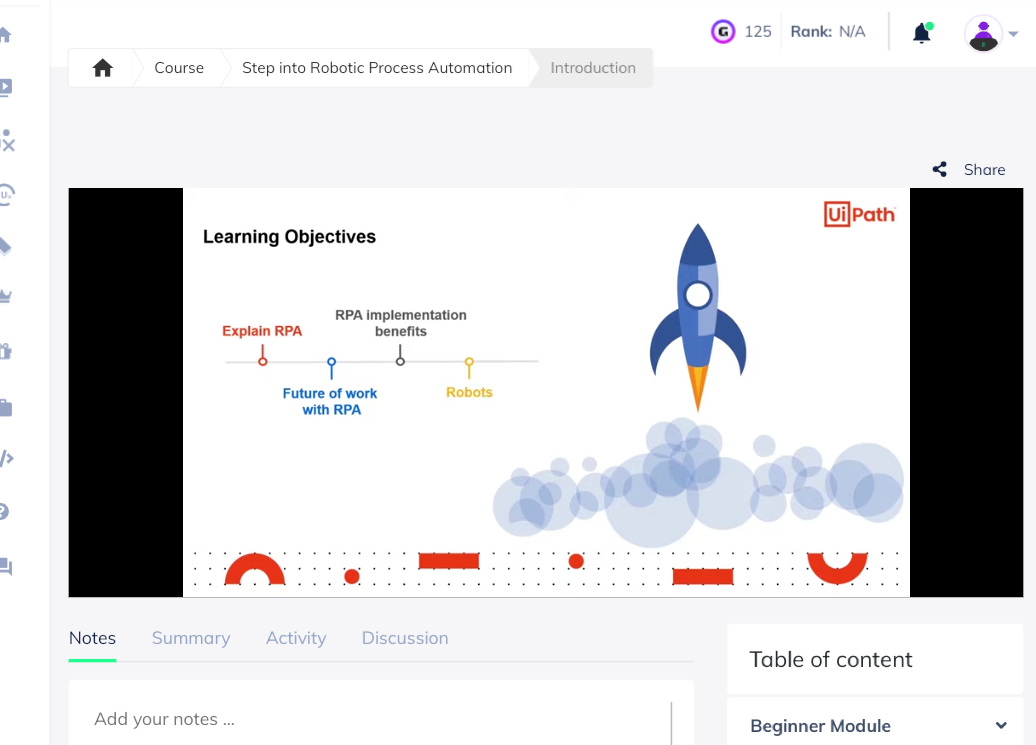 G 125 Rank: N/A
Course Step into Robotic Process Automation Introduction
Share
UiPath
Learning Objectives
RPA implementation
benefits
Explain RPA
Future of work
with RPA
Robots
Notes Summary Activity Discussion
Table of content
Add your notes ...
Beginner Module